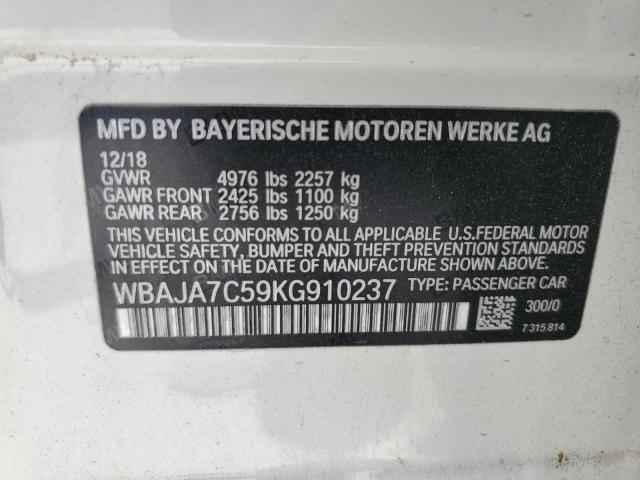 MFD BY BAYERISCHE MOTOREN WERKE AG
12/18
GVWR 4976 lbs 2257 kg
GAWR FRONT 2425 lbs 1100 kg
GAWR REAR 2756 lbs 1250 kg
THIS VEHICLE CONFORMS TO ALL APPLICABLE U.S.FEDERAL MOTOR
VEHICLE SAFETY, BUMPER AND THEFT PREVENTION STANDARDS
IN EFFECT ON THE DATE OF MANUFACTURE SHOWN ABOVE.
WBAJA7C59KG910237 TYPE: PASSENGER CAR
300/0
7 315.814